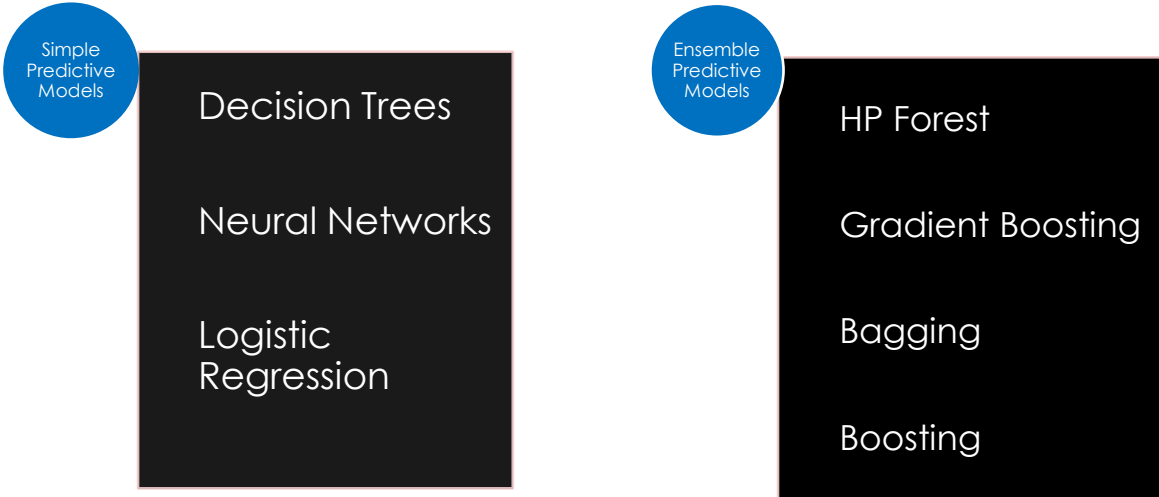 Simple
Predictive
Models
Decision Trees
Neural Networks
Logistic
Regression
Ensemble
Predictive
Models
HP Forest
Gradient Boosting
Bagging
Boosting